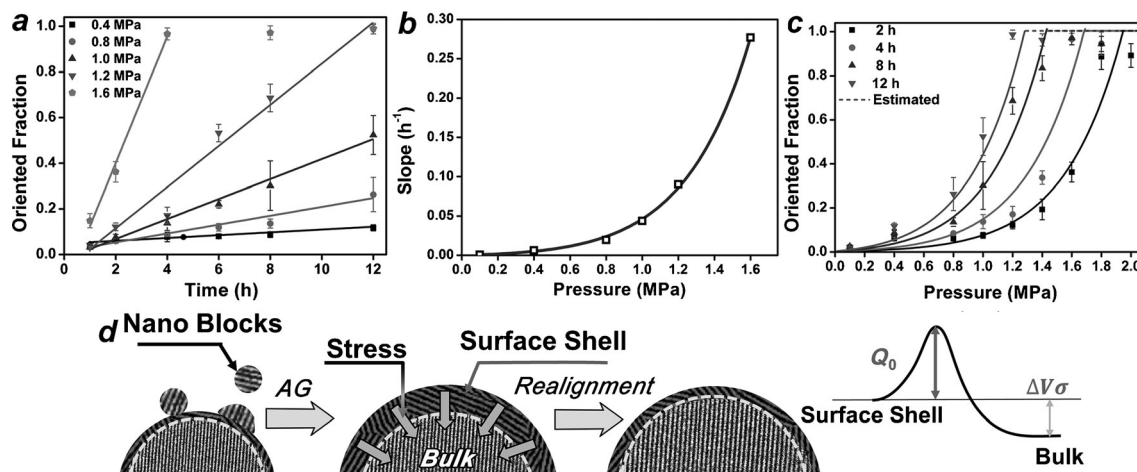 a
0.4 MPa
0.8 MPa
1.0 MPa
1.2 MPa
1.6 MPa
Oriented Fraction
1.0
0.8
0.6
0.4
0.2
0.0
0 2 4 6 8 10 12
Time (h)
b
Slope (h⁻¹)
0.30
0.25
0.20
0.15
0.10
0.05
0.00
0.0 0.2 0.4 0.6 0.8 1.0 1.2 1.4 1.6
Pressure (MPa)
c
2 h
4 h
8 h
12 h
Estimated
Oriented Fraction
1.0
0.8
0.6
0.4
0.2
0.0
0.0 0.2 0.4 0.6 0.8 1.0 1.2 1.4 1.6 1.8 2.0
Pressure (MPa)
d
Nano Blocks
AG
Stress
Surface Shell
Bulk
Realignment
Q₀
Surface Shell
ΔVσ
Bulk